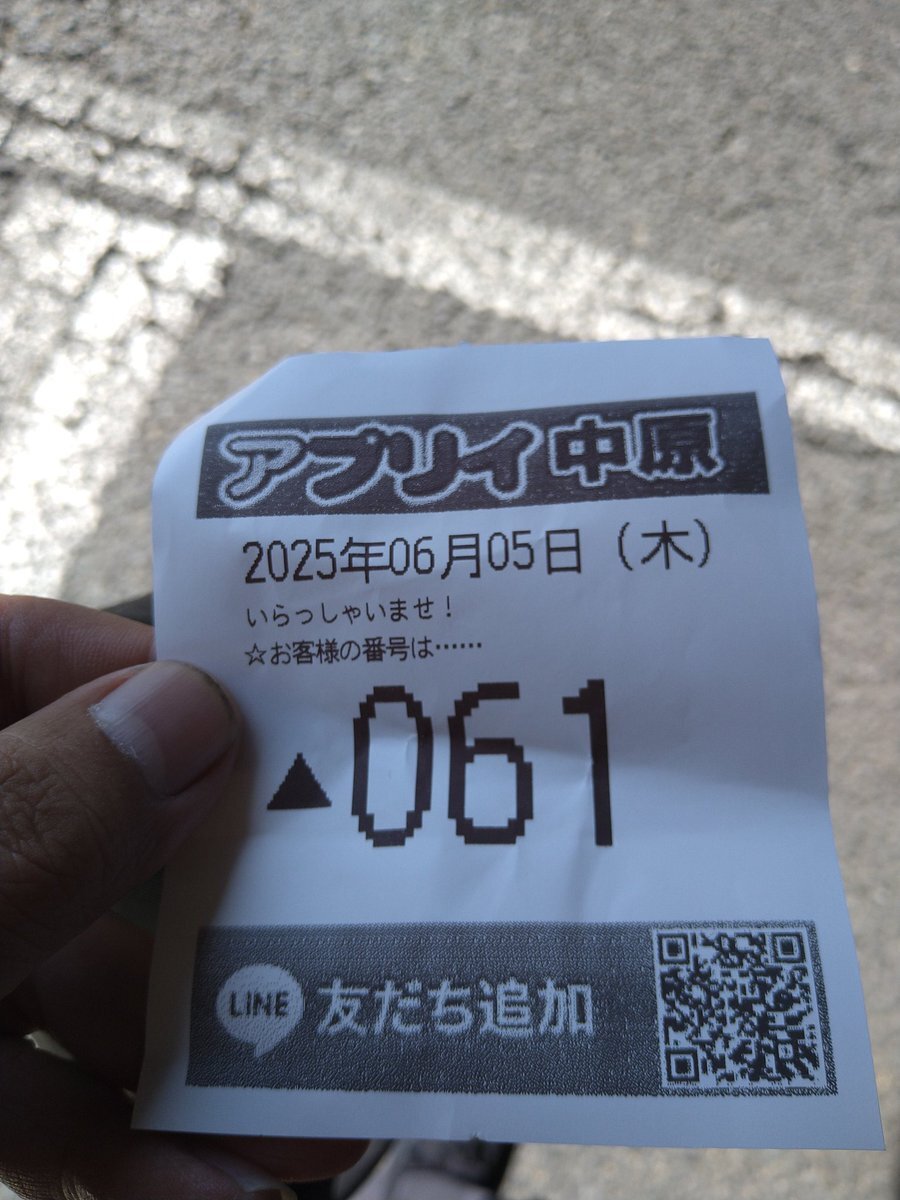 アプリイ中原
2025年06月05日（木）
いらっしゃいませ！
☆お客様の番号は……
▲061
LINE 友だち追加